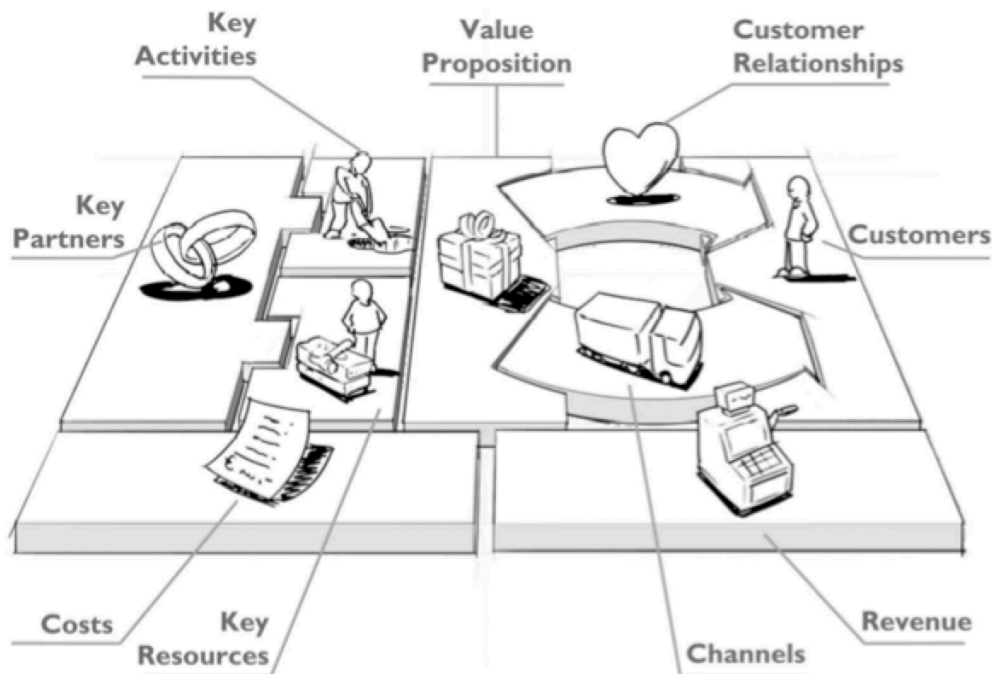 Key
Activities
Value
Proposition
Customer
Relationships
Key
Partners
Customers
Costs
Key
Resources
Channels
Revenue